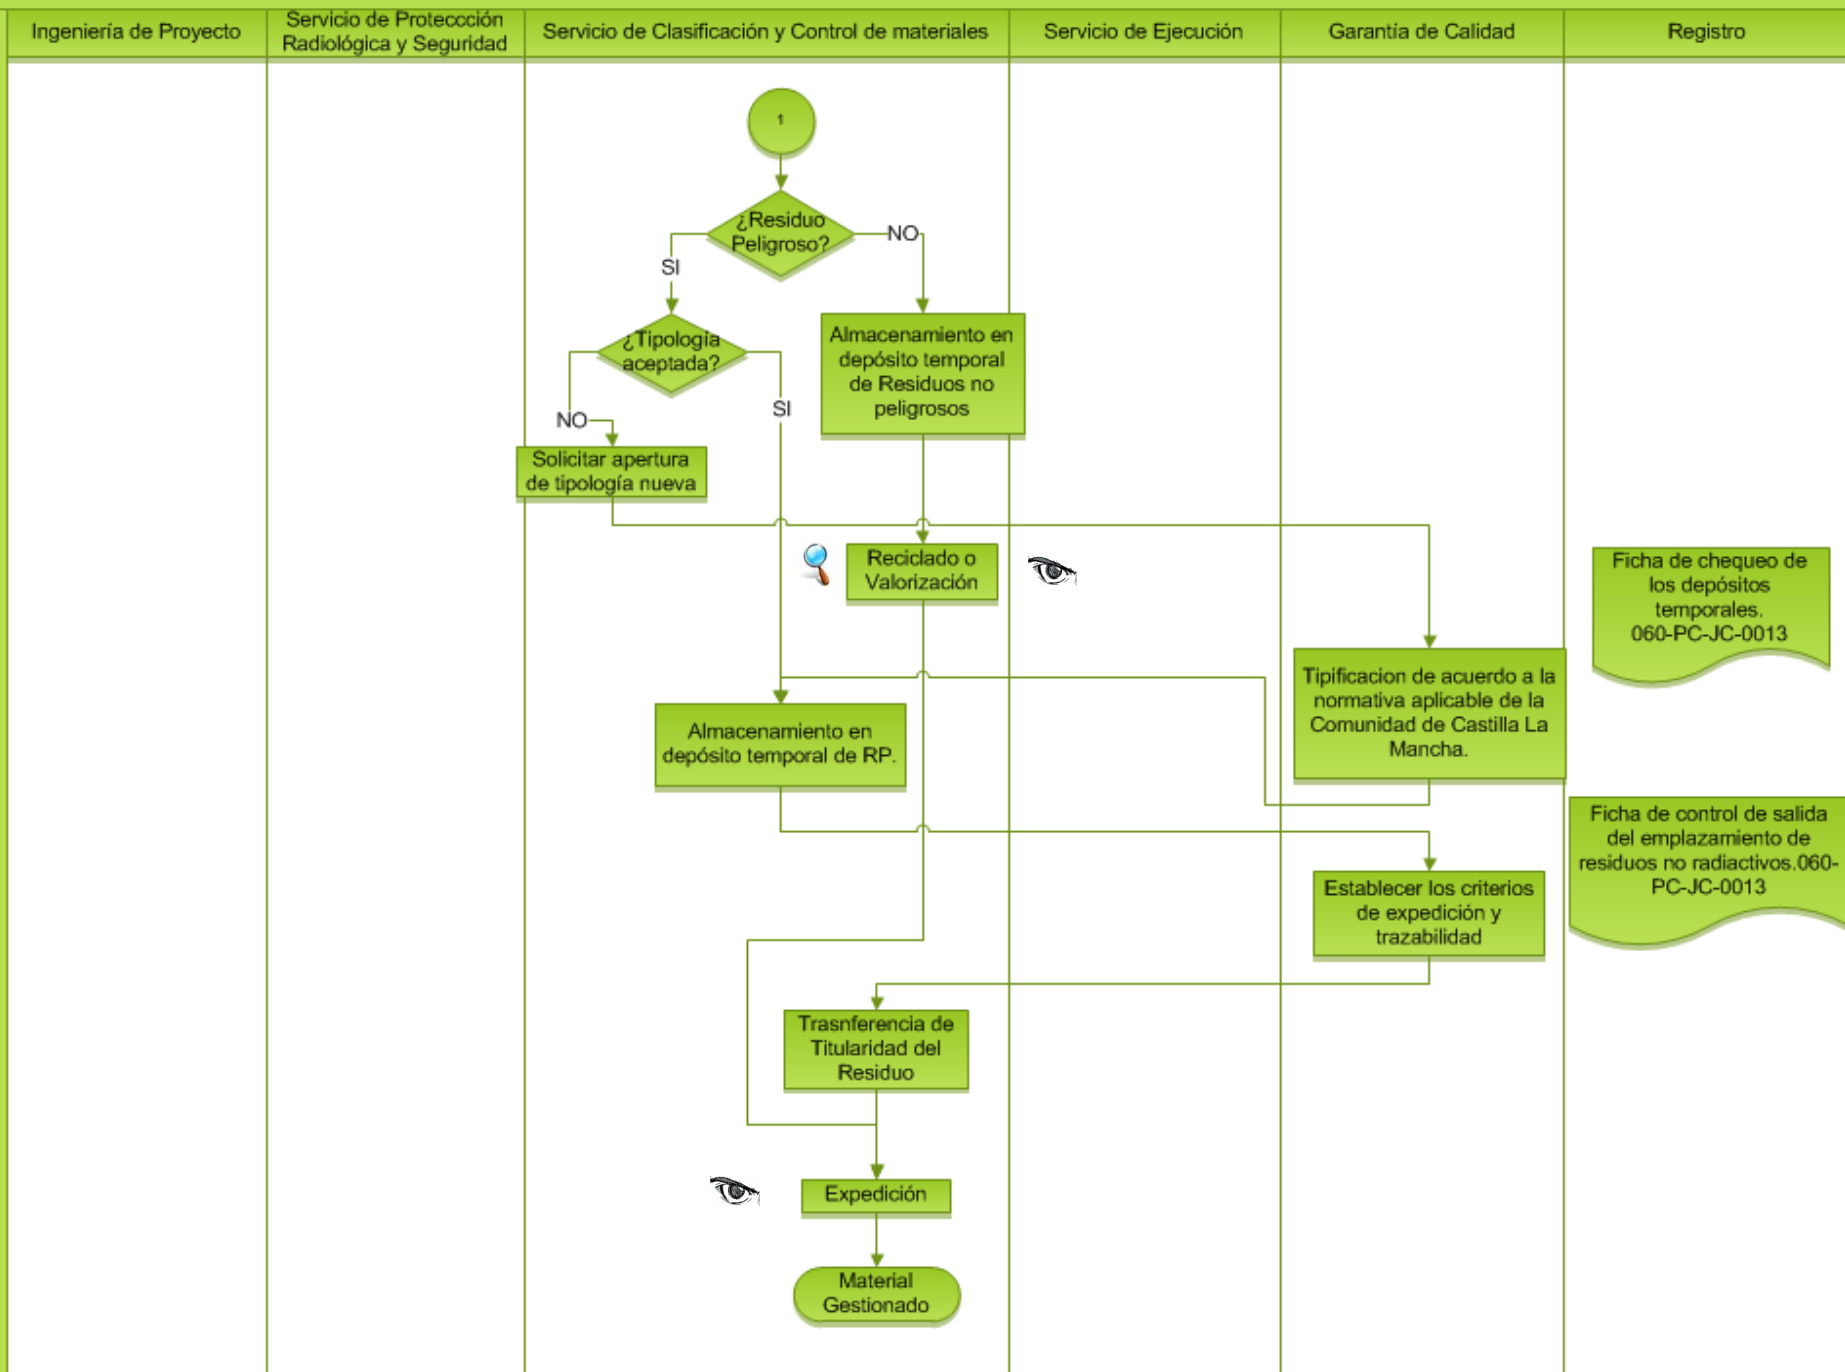 Ingeniería de Proyecto
Servicio de Proteccción
Radiológica y Seguridad
Servicio de Clasificación y Control de materiales
Servicio de Ejecución
Garantía de Calidad
Registro
1
¿Residuo
Peligroso?
NO
SI
¿Tipología
aceptada?
Almacenamiento en
depósito temporal
de Residuos no
peligrosos
SI
NO
Solicitar apertura
de tipología nueva
Reciclado o
Valorización
Ficha de chequeo de
los depósitos
temporales.
060-PC-JC-0013
Tipificacion de acuerdo a la
normativa aplicable de la
Comunidad de Castilla La
Mancha.
Almacenamiento en
depósito temporal de RP.
Ficha de control de salida
del emplazamiento de
residuos no radiactivos.060-
PC-JC-0013
Establecer los criterios
de expedición y
trazabilidad
Trasnferencia de
Titularidad del
Residuo
Expedición
Material
Gestionado